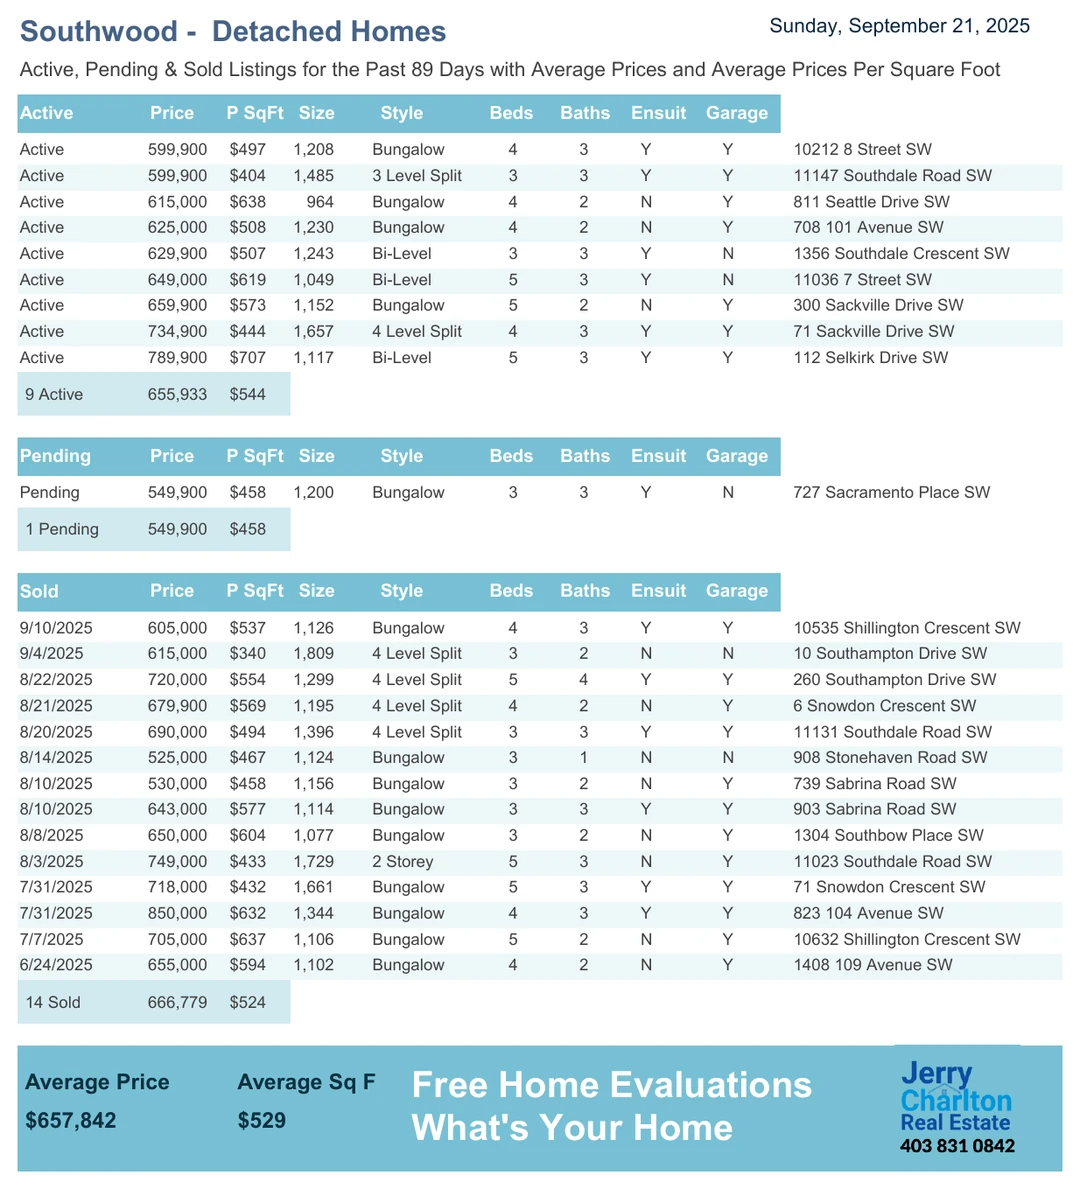 Southwood - Detached Homes
Sunday, September 21, 2025
Active, Pending & Sold Listings for the Past 89 Days with Average Prices and Average Prices Per Square Foot
Active Price P SqFt Size Style Beds Baths Ensuit Garage
Active 599,900 $497 1,208 Bungalow 4 3 Y Y 10212 8 Street SW
Active 599,900 $404 1,485 3 Level Split 3 3 Y Y 11147 Southdale Road SW
Active 615,000 $638 964 Bungalow 4 2 N Y 811 Seattle Drive SW
Active 625,000 $508 1,230 Bungalow 4 2 N Y 708 101 Avenue SW
Active 629,900 $507 1,243 Bi-Level 3 3 Y N 1356 Southdale Crescent SW
Active 649,000 $619 1,049 Bi-Level 5 3 Y N 11036 7 Street SW
Active 659,900 $573 1,152 Bungalow 5 2 N Y 300 Sackville Drive SW
Active 734,900 $444 1,657 4 Level Split 4 3 Y Y 71 Sackville Drive SW
Active 789,900 $707 1,117 Bi-Level 5 3 Y Y 112 Selkirk Drive SW
9 Active 655,933 $544
Pending Price P SqFt Size Style Beds Baths Ensuit Garage
Pending 549,900 $458 1,200 Bungalow 3 3 Y N 727 Sacramento Place SW
1 Pending 549,900 $458
Sold Price P SqFt Size Style Beds Baths Ensuit Garage
9/10/2025 605,000 $537 1,126 Bungalow 4 3 Y Y 10535 Shillington Crescent SW
9/4/2025 615,000 $340 1,809 4 Level Split 3 2 N N 10 Southampton Drive SW
8/22/2025 720,000 $554 1,299 4 Level Split 5 4 Y Y 260 Southampton Drive SW
8/21/2025 679,900 $569 1,195 4 Level Split 4 2 N Y 6 Snowdon Crescent SW
8/20/2025 690,000 $494 1,396 4 Level Split 3 3 Y Y 11131 Southdale Road SW
8/14/2025 525,000 $467 1,124 Bungalow 3 1 N N 908 Stonehaven Road SW
8/10/2025 530,000 $458 1,156 Bungalow 3 2 N Y 739 Sabrina Road SW
8/10/2025 643,000 $577 1,114 Bungalow 3 3 Y Y 903 Sabrina Road SW
8/8/2025 650,000 $604 1,077 Bungalow 3 2 N Y 1304 Southbow Place SW
8/3/2025 749,000 $433 1,729 2 Storey 5 3 N Y 11023 Southdale Road SW
7/31/2025 718,000 $432 1,661 Bungalow 5 3 Y Y 71 Snowdon Crescent SW
7/31/2025 850,000 $632 1,344 Bungalow 4 3 Y Y 823 104 Avenue SW
7/7/2025 705,000 $637 1,106 Bungalow 5 2 N Y 10632 Shillington Crescent SW
6/24/2025 655,000 $594 1,102 Bungalow 4 2 N Y 1408 109 Avenue SW
14 Sold 666,779 $524
Average Price Average Sq F
$657,842 $529
Free Home Evaluations
What's Your Home
Jerry
Charlton
Real Estate
403 831 0842